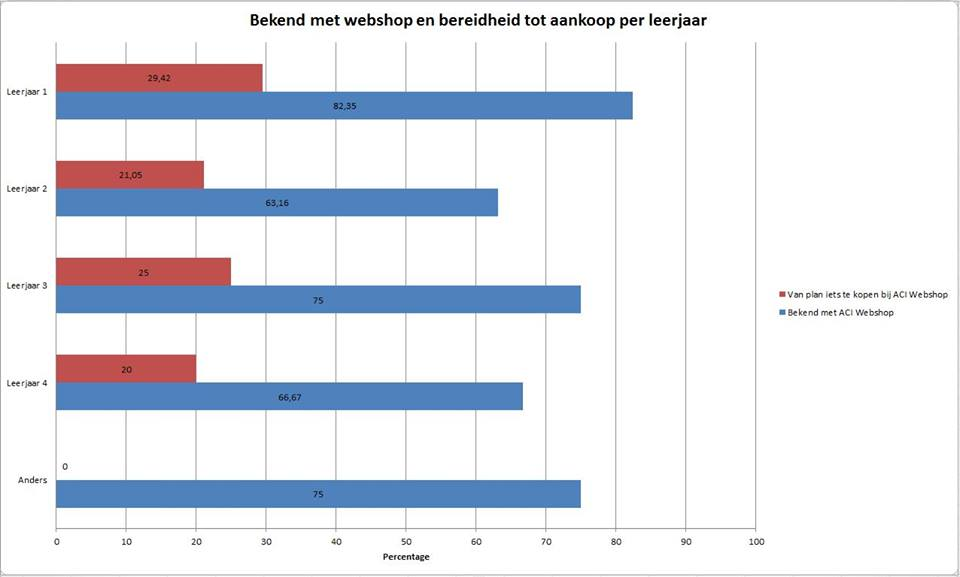 Bekend met webshop en bereidheid tot aankoop per leerjaar
Leerjaar 1
29,42
82,35
Leerjaar 2
21,05
63,16
Leerjaar 3
25
75
Leerjaar 4
20
66,67
Anders
0
75
Van plan iets te kopen bij ACI Webshop
Bekend met ACI Webshop
0 10 20 30 40 50 60 70 80 90 100
Percentage